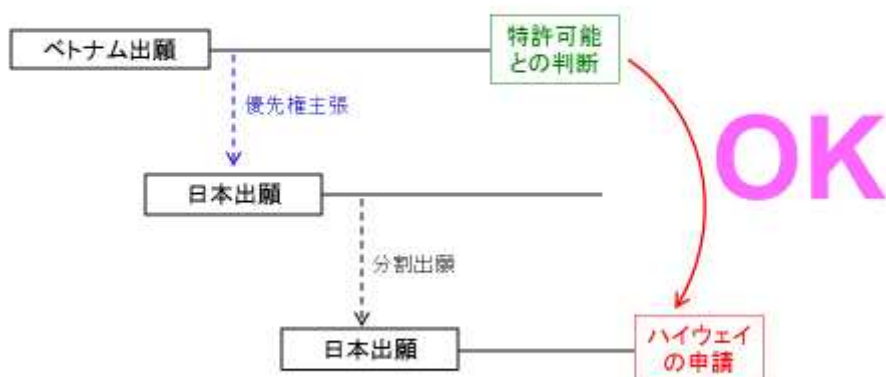 ベトナム出願
特許可能
との判断
優先権主張
OK
日本出願
分割出願
日本出願
ハイウェイ
の申請